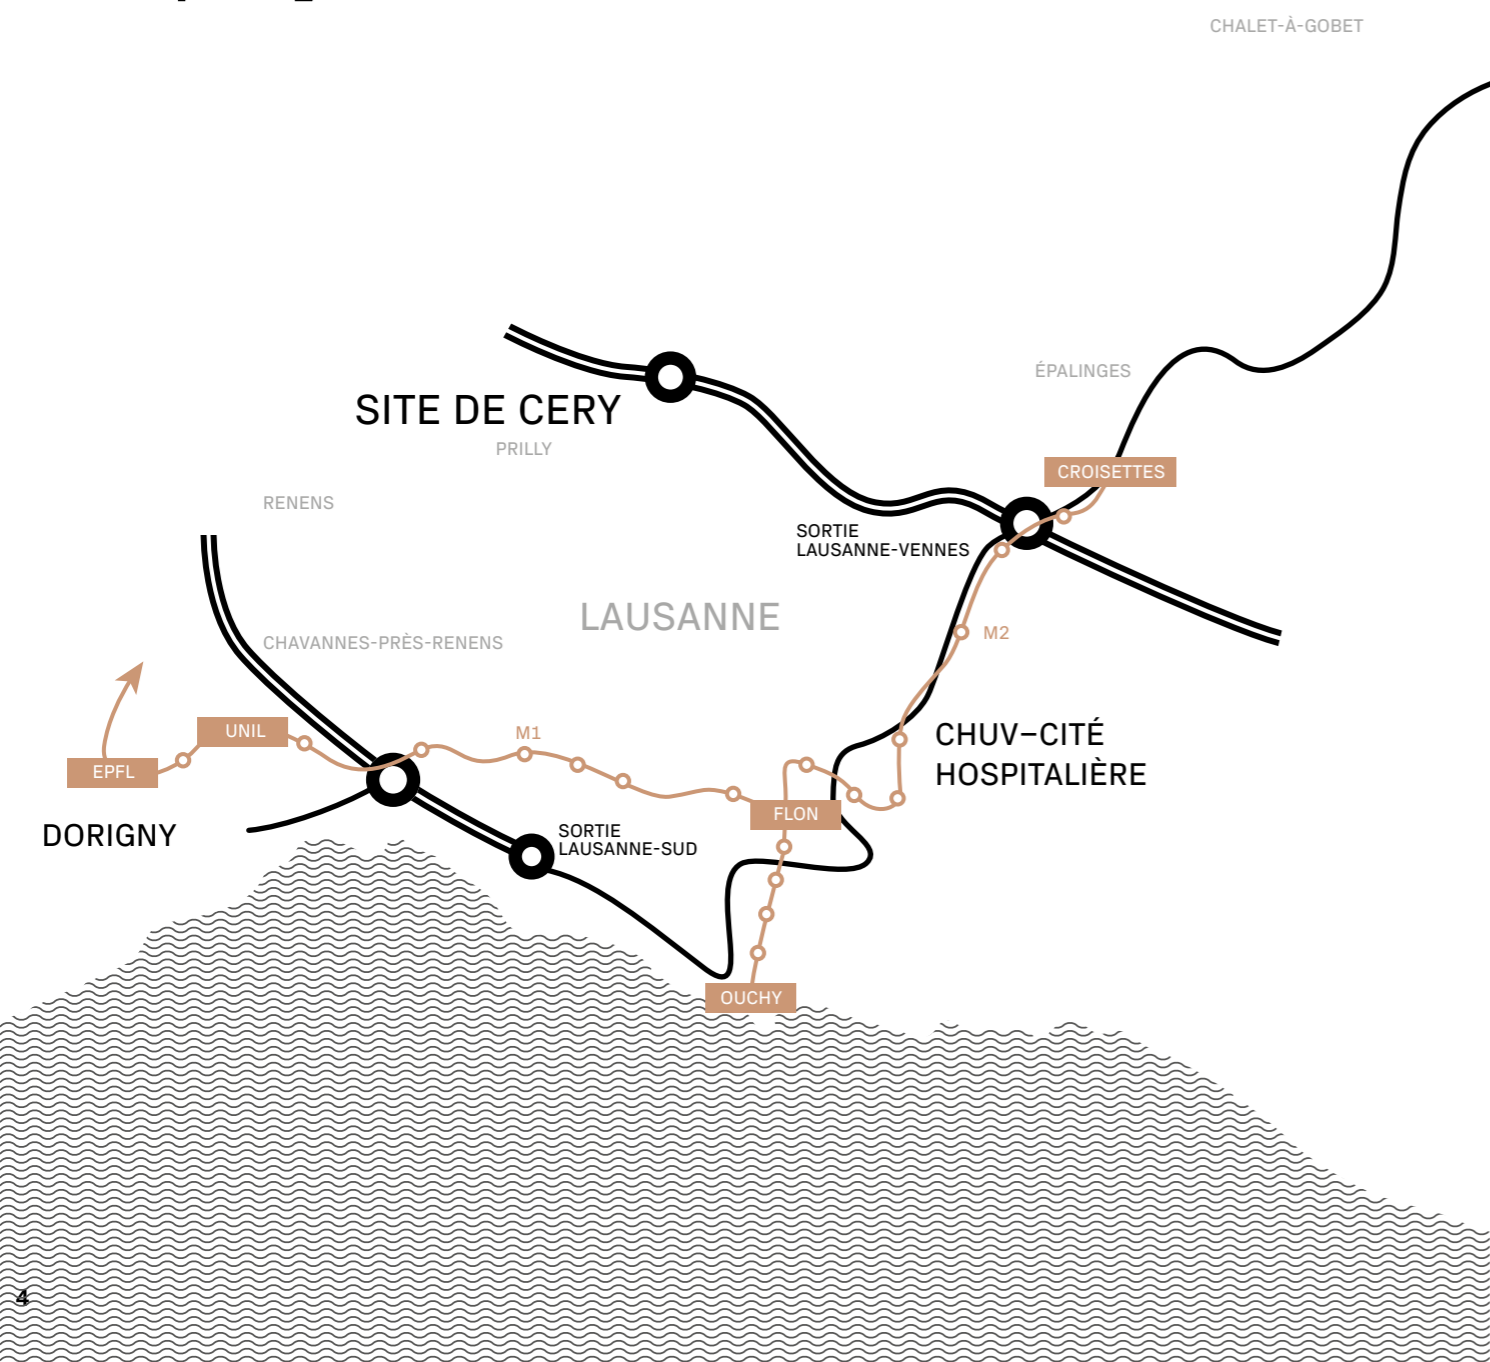 CHALET-À-GOBET
ÉPALINGES
SITE DE CERY
PRILLY
CROISETTES
RENENS
SORTIE
LAUSANNE-VENNES
LAUSANNE
M2
CHAVANNES-PRÈS-RENENS
UNIL
M1
CHUV–CITÉ
HOSPITALIÈRE
EPFL
FLON
DORIGNY
SORTIE
LAUSANNE-SUD
OUCHY
4